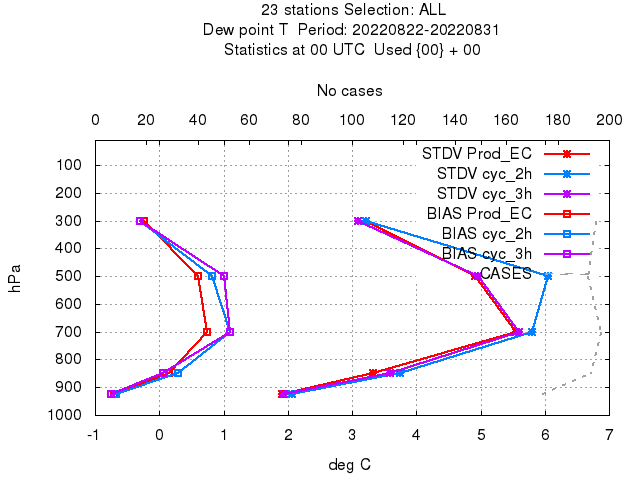 23 stations Selection: ALL
Dew point T  Period: 20220822-20220831
Statistics at 00 UTC  Used {00} + 00
No cases
0 20 40 60 80 100 120 140 160 180 200
STDV Prod_EC
STDV cyc_2h
STDV cyc_3h
BIAS Prod_EC
BIAS cyc_2h
BIAS cyc_3h
CASES
hPa
100
200
300
400
500
600
700
800
900
1000
-1 0 1 2 3 4 5 6 7
deg C